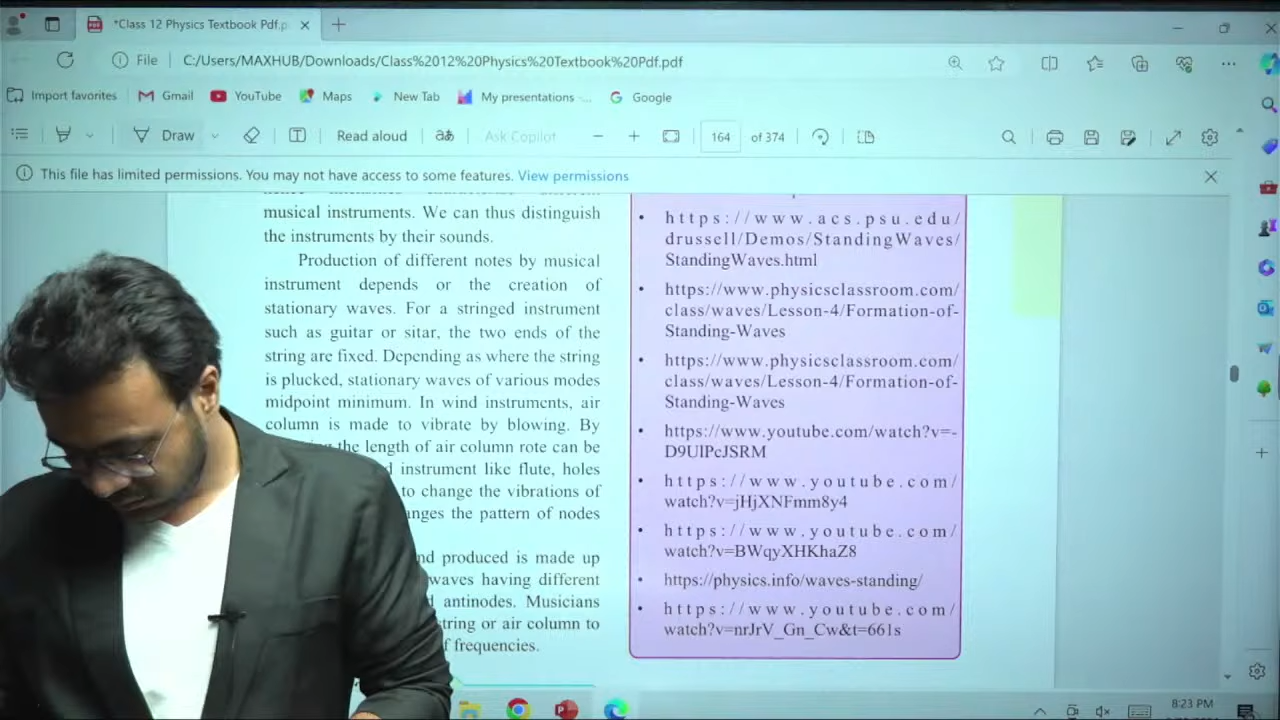 *Class 12 Physics Textbook Pdf.p
File
C:/Users/MAXHUB/Downloads/Class%2012%20Physics%20Textbook%20Pdf.pdf
Import favorites
Gmail
YouTube
Maps
New Tab
My presentations -...
Google
Draw
Read aloud
aあ
Ask Copilot
164
of 374
This file has limited permissions. You may not have access to some features. View permissions
musical instruments. We can thus distinguish
the instruments by their sounds.
Production of different notes by musical
instrument depends or the creation of
stationary waves. For a stringed instrument
such as guitar or sitar, the two ends of the
string are fixed. Depending as where the string
is plucked, stationary waves of various modes
midpoint minimum. In wind instruments, air
column is made to vibrate by blowing. By
the length of air column rote can be
instrument like flute, holes
to change the vibrations of
the pattern of nodes
produced is made up
waves having different
antinodes. Musicians
or air column to
frequencies.
• https://www.acs.psu.edu/
drussell/Demos/StandingWaves/
StandingWaves.html
• https://www.physicsclassroom.com/
class/waves/Lesson-4/Formation-of-
Standing-Waves
• https://www.physicsclassroom.com/
class/waves/Lesson-4/Formation-of-
Standing-Waves
• https://www.youtube.com/watch?v=-
D9UlPcJSRM
• https://www.youtube.com/
watch?v=jHjXNFmm8y4
• https://www.youtube.com/
watch?v=BWqyXHKhaZ8
• https://physics.info/waves-standing/
• https://www.youtube.com/
watch?v=nrJrV_Gn_Cw&t=661s
8:23 PM